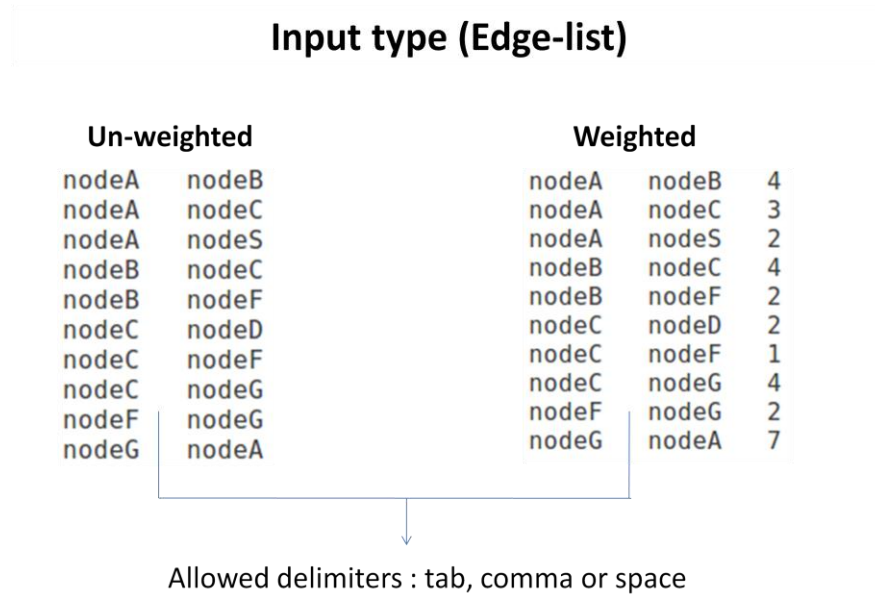 Input type (Edge-list)
Un-weighted
nodeA nodeB
nodeA nodeC
nodeA nodeS
nodeB nodeC
nodeB nodeF
nodeC nodeD
nodeC nodeF
nodeC nodeG
nodeF nodeG
nodeG nodeA
Weighted
nodeA nodeB 4
nodeA nodeC 3
nodeA nodeS 2
nodeB nodeC 4
nodeB nodeF 2
nodeC nodeD 2
nodeC nodeF 1
nodeC nodeG 4
nodeF nodeG 2
nodeG nodeA 7
Allowed delimiters : tab, comma or space